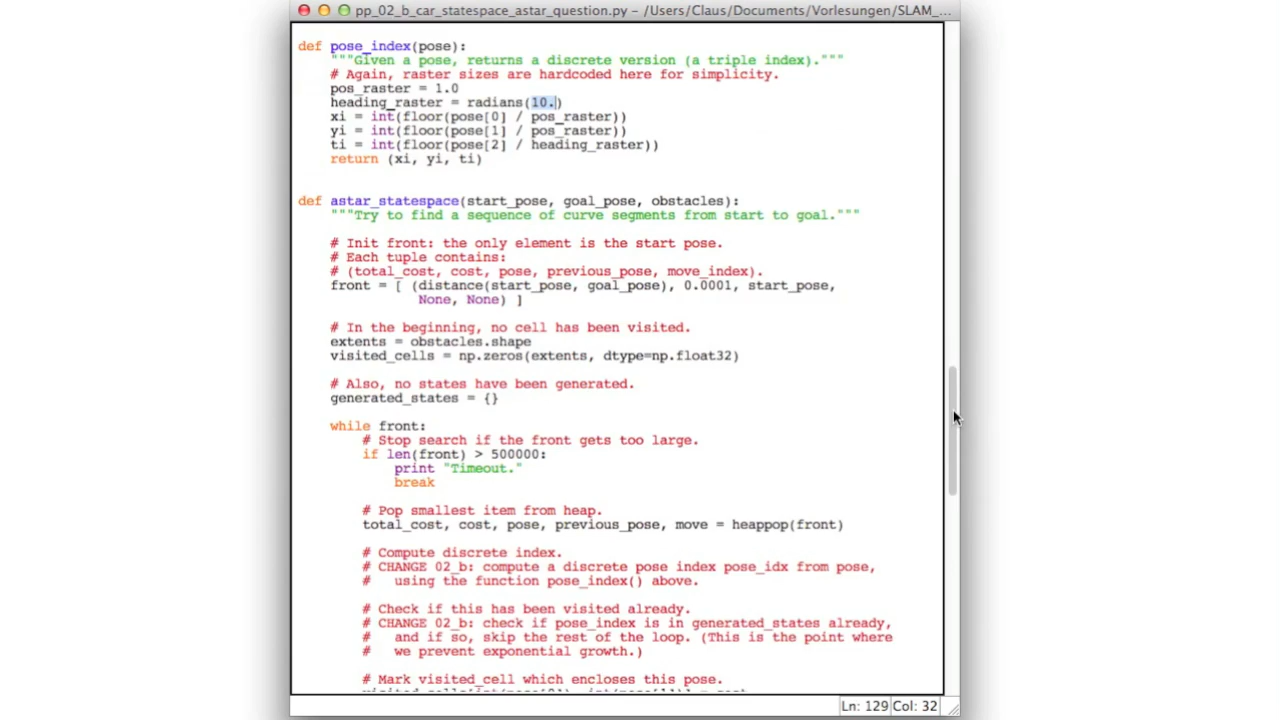 pp_02_b_car_statespace_astar_question.py - /Users/Claus/Documents/Vorlesungen/SLAM_...
def pose_index(pose):
"""Given a pose, returns a discrete version (a triple index)."""
# Again, raster sizes are hardcoded here for simplicity.
pos_raster = 1.0
heading_raster = radians(10.)
xi = int(floor(pose[0] / pos_raster))
yi = int(floor(pose[1] / pos_raster))
ti = int(floor(pose[2] / heading_raster))
return (xi, yi, ti)
def astar_statespace(start_pose, goal_pose, obstacles):
"""Try to find a sequence of curve segments from start to goal."""
# Init front: the only element is the start pose.
# Each tuple contains:
# (total_cost, cost, pose, previous_pose, move_index).
front = [ (distance(start_pose, goal_pose), 0.0001, start_pose,
None, None) ]
# In the beginning, no cell has been visited.
extents = obstacles.shape
visited_cells = np.zeros(extents, dtype=np.float32)
# Also, no states have been generated.
generated_states = {}
while front:
# Stop search if the front gets too large.
if len(front) > 500000:
print "Timeout."
break
# Pop smallest item from heap.
total_cost, cost, pose, previous_pose, move = heappop(front)
# Compute discrete index.
# CHANGE 02_b: compute a discrete pose index pose_idx from pose,
#   using the function pose_index() above.
# Check if this has been visited already.
# CHANGE 02_b: check if pose_index is in generated_states already,
#   and if so, skip the rest of the loop. (This is the point where
#   we prevent exponential growth.)
# Mark visited_cell which encloses this pose.
Ln: 129 Col: 32